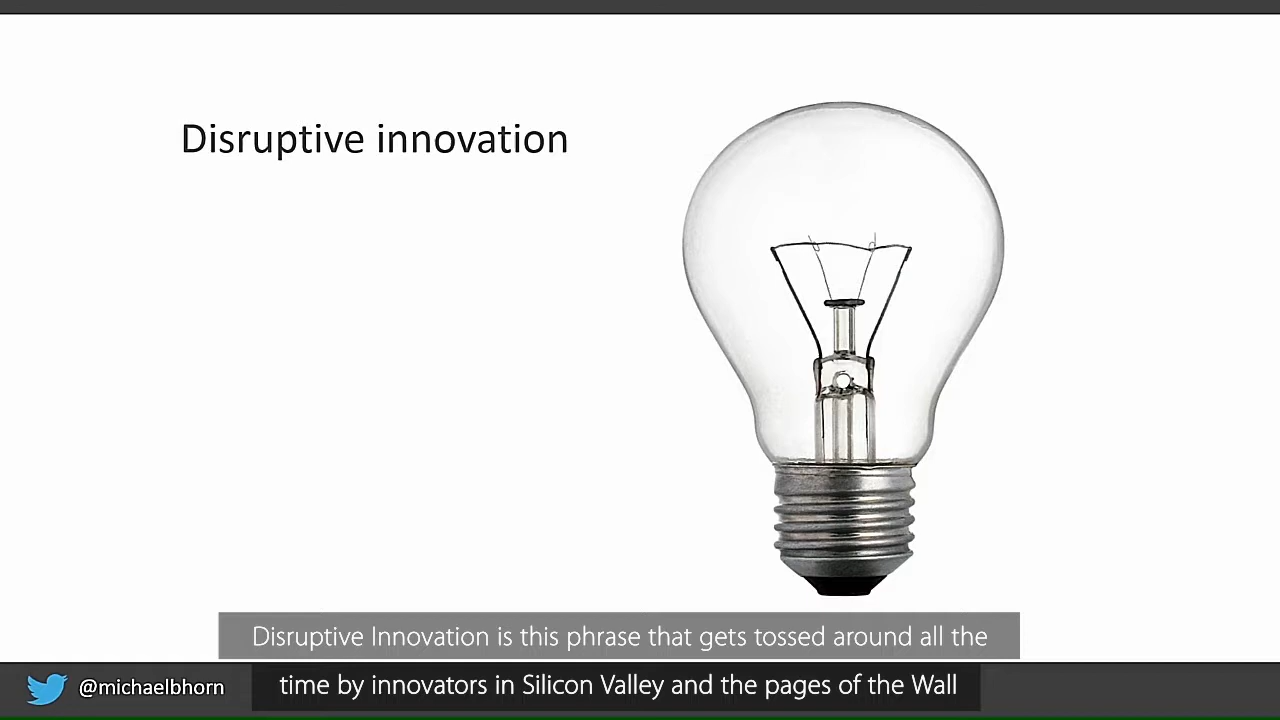 Disruptive innovation
Disruptive Innovation is this phrase that gets tossed around all the
time by innovators in Silicon Valley and the pages of the Wall
@michaelbhorn